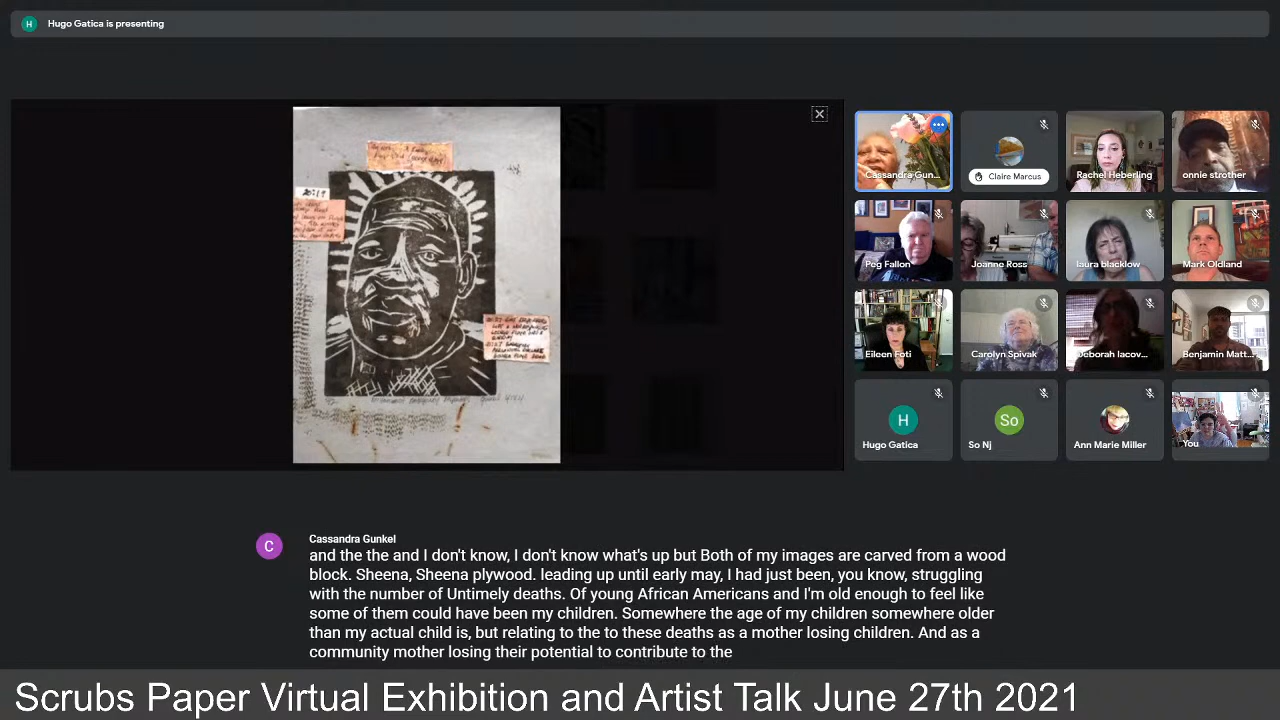 H
Hugo Gatica is presenting
20:19
Cassandra Gun...
Claire Marcus
Rachel Heberling
onnie strother
Peg Fallon
Joanne Ross
laura blacklow
Mark Oldland
Eileen Foti
Carolyn Spivak
Deborah Iacov...
Benjamin Matt...
H
Hugo Gatica
So
So Nj
Ann Marie Miller
You
C
Cassandra Gunkel
and the the and I don't know, I don't know what's up but Both of my images are carved from a wood
block. Sheena, Sheena plywood. leading up until early may, I had just been, you know, struggling
with the number of Untimely deaths. Of young African Americans and I'm old enough to feel like
some of them could have been my children. Somewhere the age of my children somewhere older
than my actual child is, but relating to the to these deaths as a mother losing children. And as a
community mother losing their potential to contribute to the
Scrubs Paper Virtual Exhibition and Artist Talk June 27th 2021